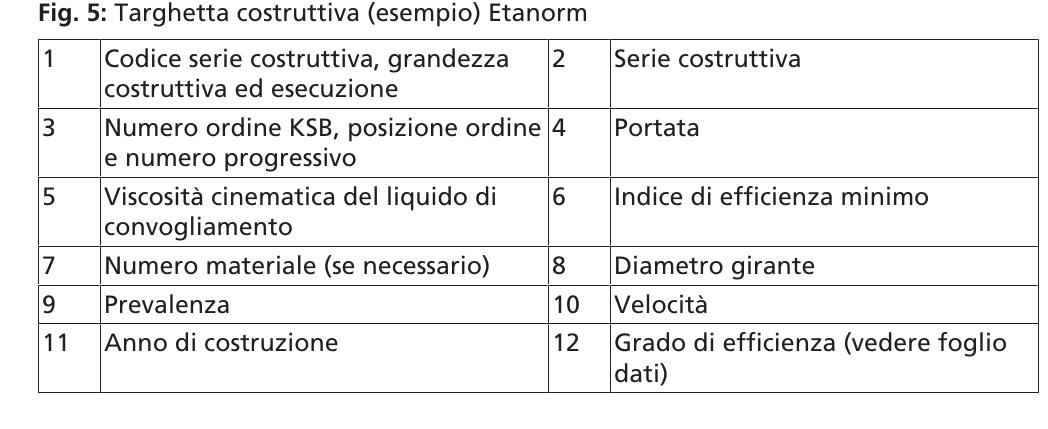 Fig. 5: Targhetta costruttiva (esempio) Etanorm
1 Codice serie costruttiva, grandezza
costruttiva ed esecuzione
2 Serie costruttiva
3 Numero ordine KSB, posizione ordine
e numero progressivo
4 Portata
5 Viscosità cinematica del liquido di
convogliamento
6 Indice di efficienza minimo
7 Numero materiale (se necessario)
8 Diametro girante
9 Prevalenza
10 Velocità
11 Anno di costruzione
12 Grado di efficienza (vedere foglio
dati)